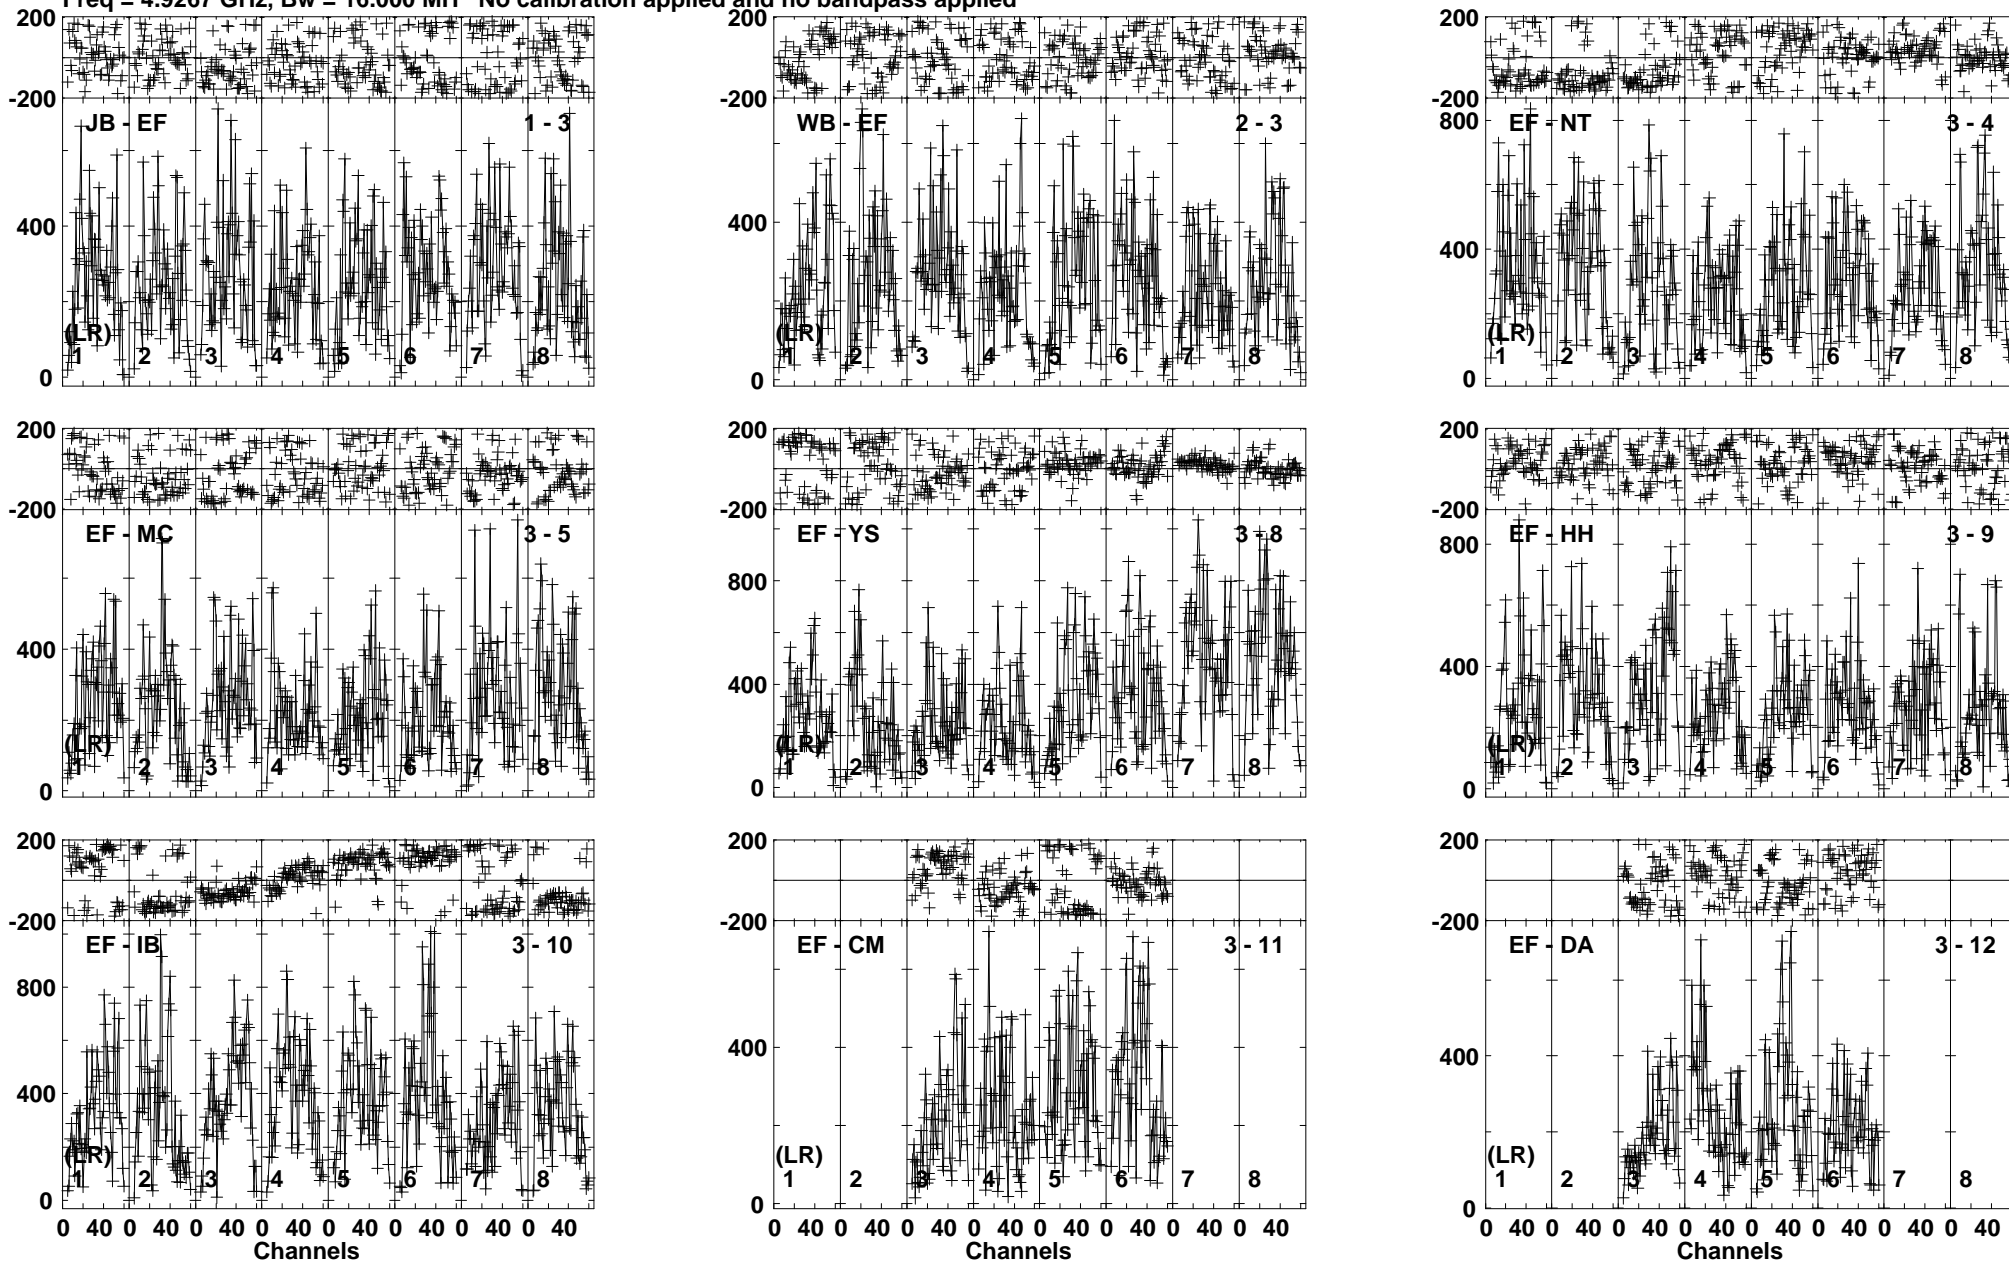 Freq = 4.9267 GHz, Bw = 16.000 MH No calibration applied and no bandpass applied
200 200 200
-200 -200 -200
JB - EF 1 - 3 WB - EF 2 - 3 EF - NT 3 - 4
800
400 400 400
(LR) (LR) (LR)
1 2 3 4 5 6 7 8 1 2 3 4 5 6 7 8 1 2 3 4 5 6 7 8
0 0 0
200 200 200
-200 -200 -200
EF - MC 3 - 5 EF - YS 3 - 8 EF - HH 3 - 9
800 800
400 400 400
(LR) (LR) (LR)
1 2 3 4 5 6 7 8 1 2 3 4 5 6 7 8 1 2 3 4 5 6 7 8
0 0 0
200 200 200
-200 -200 -200
EF - IB 3 - 10 EF - CM 3 - 11 EF - DA 3 - 12
800
400 400 400
(LR) (LR) (LR)
1 2 3 4 5 6 7 8 1 2 3 4 5 6 7 8 1 2 3 4 5 6 7 8
0 0 0
0 40 0 40 0 40 0 40 0 40 0 40 0 40 0 40 0 40 0 40 0 40 0 40 0 40 0 40 0 40 0 40 0 40 0 40 0 40 0 40 0 40 0 40 0 40 0 40
Channels Channels Channels